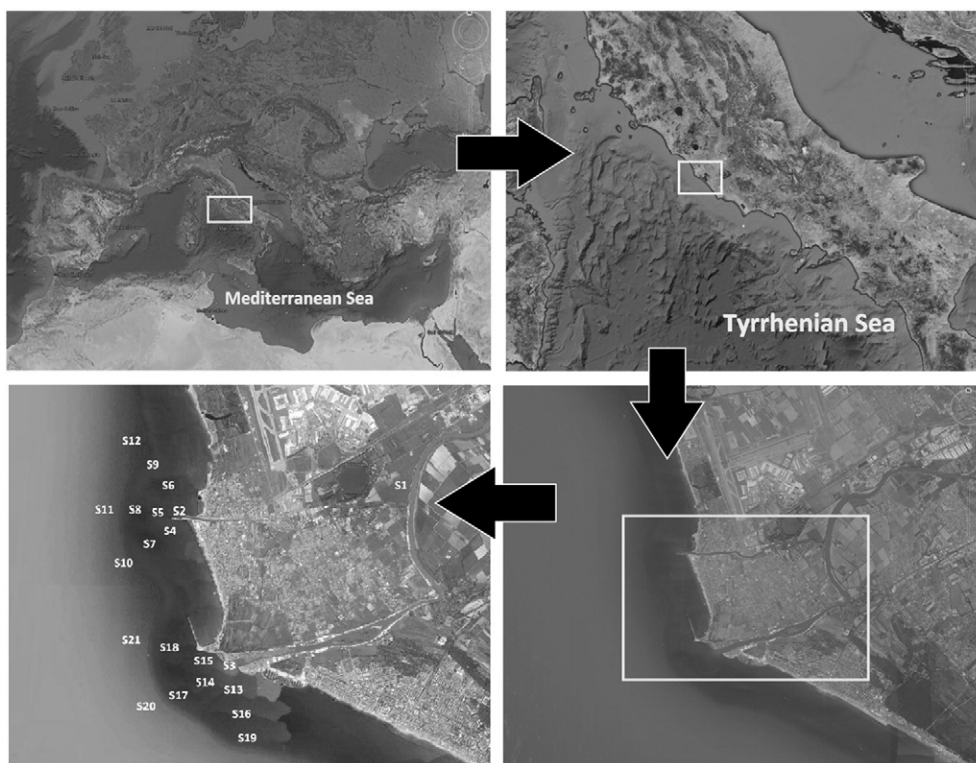 Mediterranean Sea
Tyrrhenian Sea
S12
S9
S6
S1
S11 S8 S5 S2
S4
S7
S10
S21
S18
S15
S3
S14
S13
S17
S20
S16
S19